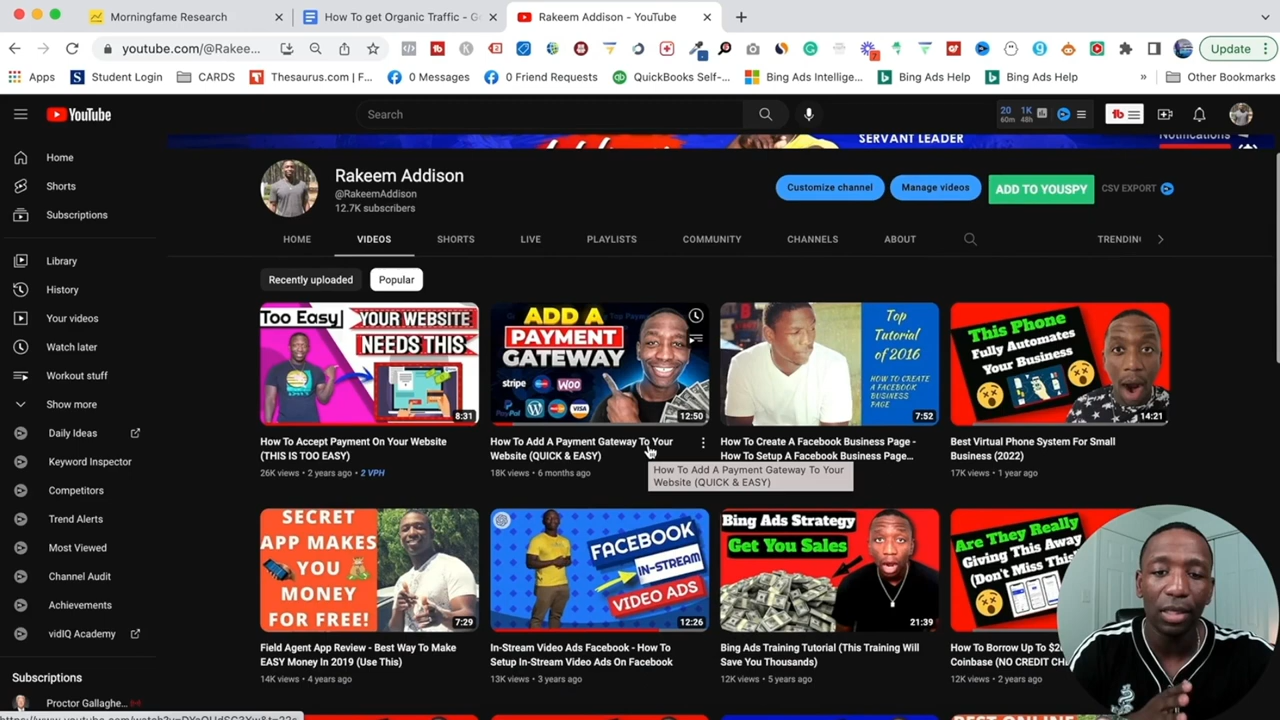 Morningfame Research
How To get Organic Traffic - G
Rakeem Addison - YouTube
youtube.com/@Rakee...
Update
Apps
Student Login
CARDS
Thesaurus.com | F...
0 Messages
0 Friend Requests
QuickBooks Self-...
Bing Ads Intellige...
Bing Ads Help
Bing Ads Help
»
Other Bookmarks
YouTube
Search
20
60m
1K
48h
SERVANT LEADER
Notifications
Rakeem Addison
@RakeemAddison
12.7K subscribers
Customize channel
Manage videos
ADD TO YOUSPY
CSV EXPORT
HOME
VIDEOS
SHORTS
LIVE
PLAYLISTS
COMMUNITY
CHANNELS
ABOUT
TRENDIN
Recently uploaded
Popular
Home
Shorts
Subscriptions
Library
History
Your videos
Watch later
Workout stuff
Show more
Daily Ideas
Keyword Inspector
Competitors
Trend Alerts
Most Viewed
Channel Audit
Achievements
vidIQ Academy
Subscriptions
Proctor Gallaghe...
Too Easy
YOUR WEBSITE
NEEDS THIS
8:31
How To Accept Payment On Your Website
(THIS IS TOO EASY)
26K views • 2 years ago • 2 VPH
ADD A
PAYMENT
GATEWAY
stripe
WOO
PayPal
VISA
12:50
How To Add A Payment Gateway To Your
Website (QUICK & EASY)
18K views • 6 months ago
How To Add A Payment Gateway To Your
Website (QUICK & EASY)
Top
Tutorial
of 2016
HOW TO CREATE
A FACEBOOK
BUSINESS
PAGE
7:52
How To Create A Facebook Business Page -
How To Setup A Facebook Business Page...
This Phone
Fully Automates
Your Business
14:21
Best Virtual Phone System For Small
Business (2022)
17K views • 1 year ago
SECRET
APP MAKES
YOU
MONEY
FOR FREE!
7:29
Field Agent App Review - Best Way To Make
EASY Money In 2019 (Use This)
14K views • 4 years ago
FACEBOOK
IN-STREAM
VIDEO ADS
12:26
In-Stream Video Ads Facebook - How To
Setup In-Stream Video Ads On Facebook
13K views • 3 years ago
Bing Ads Strategy
Get You Sales
21:39
Bing Ads Training Tutorial (This Training Will
Save You Thousands)
12K views • 5 years ago
Are They Really
Giving This Away
(Don't Miss This
How To Borrow Up To $2
Coinbase (NO CREDIT CH
12K views • 2 years ago